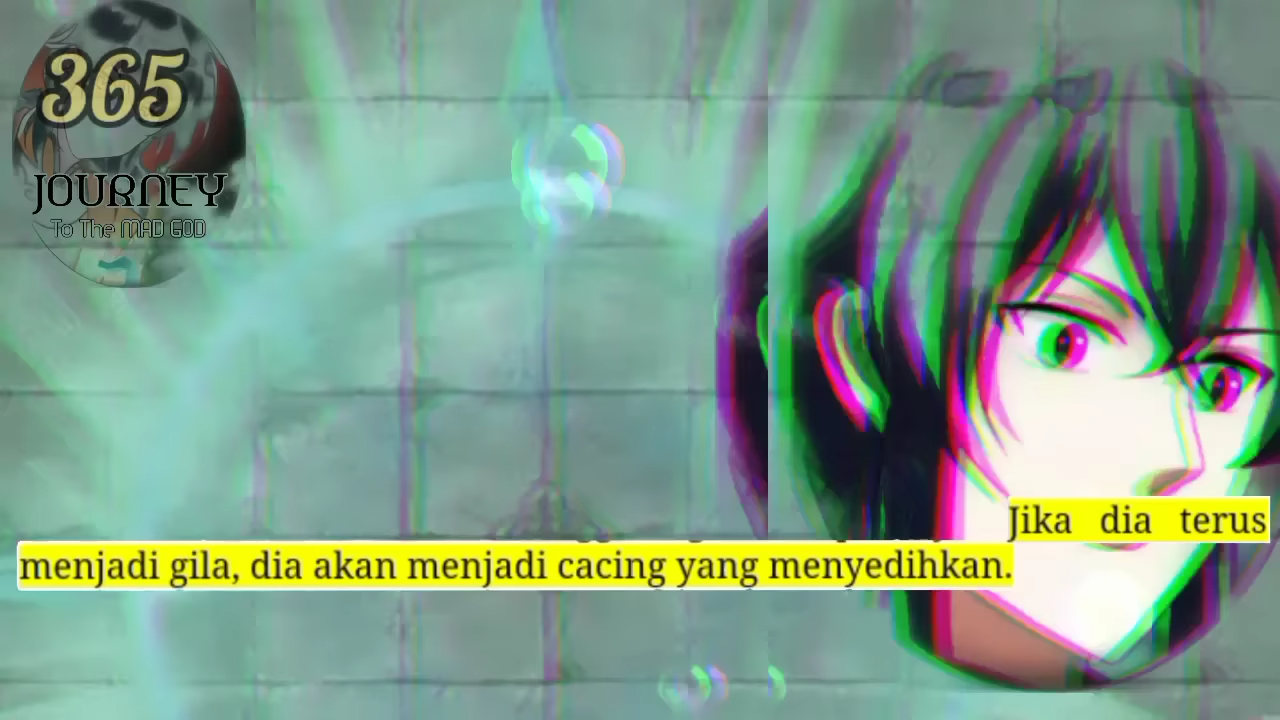 365
JOURNEY
To The MAD GOD
Jika dia terus
menjadi gila, dia akan menjadi cacing yang menyedihkan.